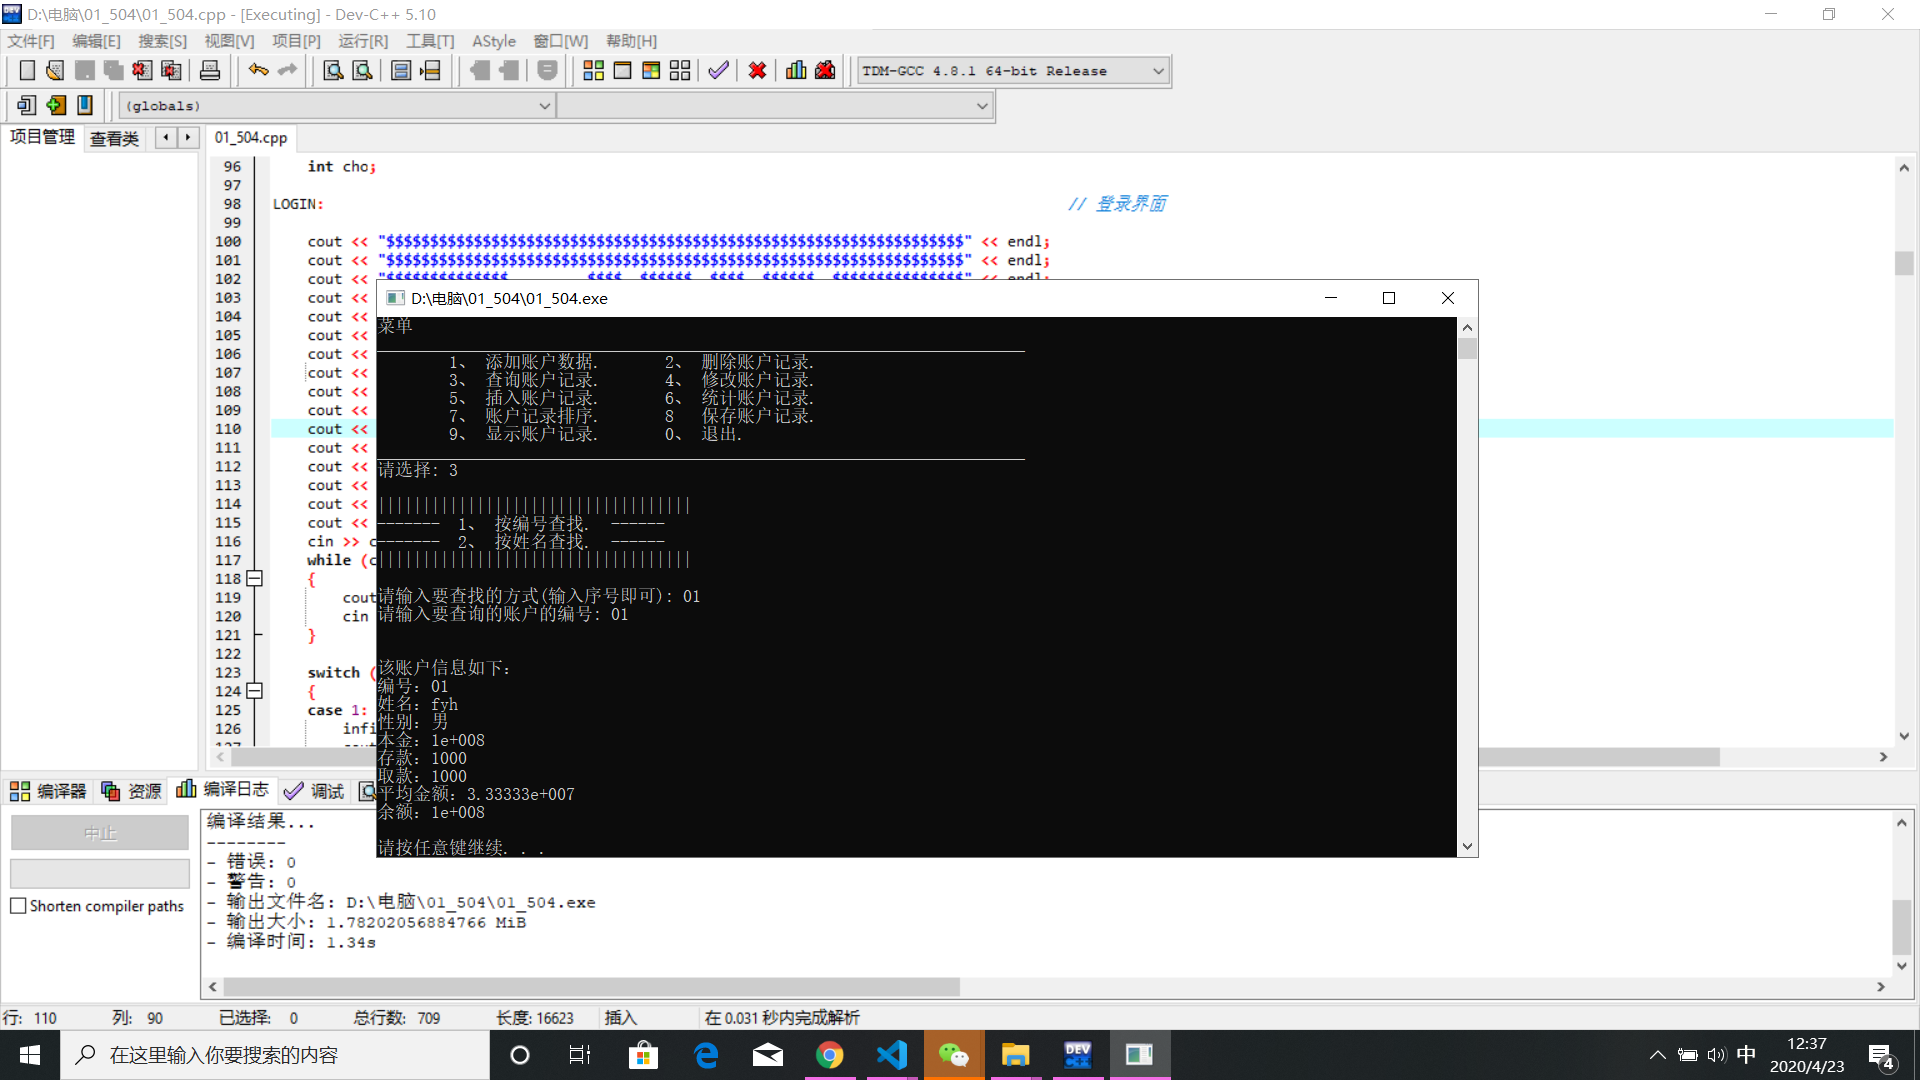 D:\电脑\01_504\01_504.cpp - [Executing] - Dev-C++ 5.10
文件[F] 编辑[E] 搜索[S] 视图[V] 项目[P] 运行[R] 工具[T] AStyle 窗口[W] 帮助[H]
TDM-GCC 4.8.1 64-bit Release
(globals)
项目管理 查看类 01_504.cpp
96 int cho;
97
98 LOGIN: // 登录界面
99
100 cout << "$$$$$$$$$$$$$$$$$$$$$$$$$$$$$$$$$$$$$$$$$$$$$$$$$$$$$$$$$$$$$$$$$$" << endl;
101 cout << "$$$$$$$$$$$$$$$$$$$$$$$$$$$$$$$$$$$$$$$$$$$$$$$$$$$$$$$$$$$$$$$$$$" << endl;
102 cout << "$$$$$$$$$$$$$$ $$$$ $$$$$$ $$$$ $$$$$$ $$$$$$$$$$$$$$$" << endl;
103 cout <<
104 cout <<
105 cout <<
106 cout <<
107 cout <<
108 cout <<
109 cout <<
110 cout <<
111 cout <<
112 cout <<
113 cout <<
114 cout <<
115 cout <<
116 cin >> c
117 while (c
118 {
119 cout
120 cin
121 }
122
123 switch (
124 {
125 case 1:
126 infi
127
D:\电脑\01_504\01_504.exe
菜单
1、 添加账户数据. 2、 删除账户记录.
3、 查询账户记录. 4、 修改账户记录.
5、 插入账户记录. 6、 统计账户记录.
7、 账户记录排序. 8 保存账户记录.
9、 显示账户记录. 0、 退出.
请选择: 3
|||||||||||||||||||||||||||||||||||
------- 1、 按编号查找. ------
------- 2、 按姓名查找. ------
|||||||||||||||||||||||||||||||||||
请输入要查找的方式(输入序号即可): 01
请输入要查询的账户的编号: 01
该账户信息如下:
编号: 01
姓名: fyh
性别: 男
本金: 1e+008
存款: 1000
取款: 1000
平均金额: 3.33333e+007
余额: 1e+008
请按任意键继续. . .
编译器 资源 编译日志 调试
中止
Shorten compiler paths
编译结果...
--------
- 错误: 0
- 警告: 0
- 输出文件名: D:\电脑\01_504\01_504.exe
- 输出大小: 1.78202056884766 MiB
- 编译时间: 1.34s
行: 110 列: 90 已选择: 0 总行数: 709 长度: 16623 插入 在 0.031 秒内完成解析
在这里输入你要搜索的内容
DEV C++
中
12:37
2020/4/23
4